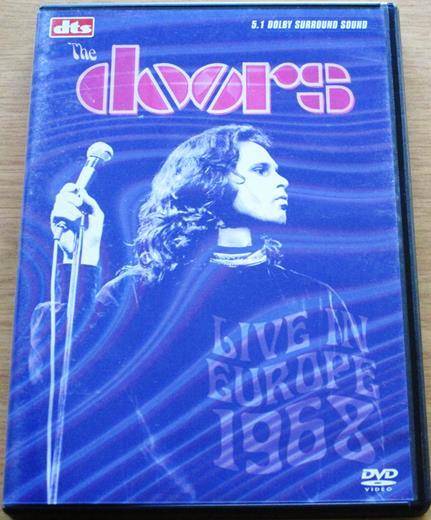 dts
5.1 DOLBY SURROUND SOUND
The
doors
LIVE IN
EUROPE
1968
DVD
VIDEO